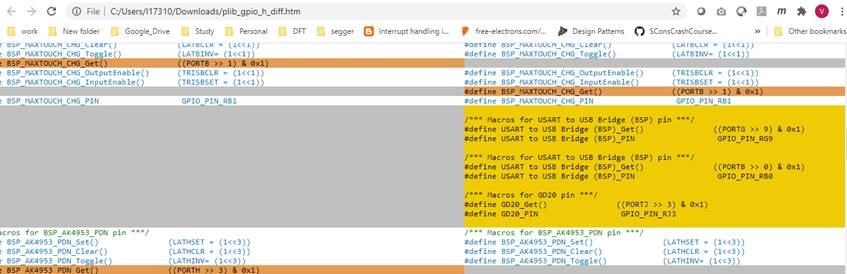 File | C:/Users/I17310/Downloads/plib_gpio_h_diff.htm
V
work New folder Google_Drive Study Personal DFT segger Interrupt handling i... free-electrons.com/... Design Patterns SConsCrashCourse... » Other bookmarks
e BSP_MAXTOUCH_CHG_Clear() (LATBCLR = (1<<1)) #define BSP_MAXTOUCH_CHG_Clear() (LATBCLR = (1<<1))
e BSP_MAXTOUCH_CHG_Toggle() (LATBINV= (1<<1)) #define BSP_MAXTOUCH_CHG_Toggle() (LATBINV= (1<<1))
e BSP_MAXTOUCH_CHG_Get() ((PORTB >> 1) & 0x1)
e BSP_MAXTOUCH_CHG_OutputEnable() (TRISBCLR = (1<<1)) #define BSP_MAXTOUCH_CHG_OutputEnable() (TRISBCLR = (1<<1))
e BSP_MAXTOUCH_CHG_InputEnable() (TRISBSET = (1<<1)) #define BSP_MAXTOUCH_CHG_InputEnable() (TRISBSET = (1<<1))
#define BSP_MAXTOUCH_CHG_Get() ((PORTB >> 1) & 0x1)
e BSP_MAXTOUCH_CHG_PIN GPIO_PIN_RB1 #define BSP_MAXTOUCH_CHG_PIN GPIO_PIN_RB1
/*** Macros for USART to USB Bridge (BSP) pin ***/
#define USART to USB Bridge (BSP)_Get() ((PORTG >> 9) & 0x1)
#define USART to USB Bridge (BSP)_PIN GPIO_PIN_RG9
/*** Macros for USART to USB Bridge (BSP) pin ***/
#define USART to USB Bridge (BSP)_Get() ((PORTB >> 0) & 0x1)
#define USART to USB Bridge (BSP)_PIN GPIO_PIN_RB0
/*** Macros for GD20 pin ***/
#define GD20_Get() ((PORTJ >> 3) & 0x1)
#define GD20_PIN GPIO_PIN_RJ3
acros for BSP_AK4953_PDN pin ***/ /*** Macros for BSP_AK4953_PDN pin ***/
e BSP_AK4953_PDN_Set() (LATHSET = (1<<3)) #define BSP_AK4953_PDN_Set() (LATHSET = (1<<3))
e BSP_AK4953_PDN_Clear() (LATHCLR = (1<<3)) #define BSP_AK4953_PDN_Clear() (LATHCLR = (1<<3))
e BSP_AK4953_PDN_Toggle() (LATHINV= (1<<3)) #define BSP_AK4953_PDN_Toggle() (LATHINV= (1<<3))
e BSP_AK4953_PDN_Get() ((PORTH >> 3) & 0x1)